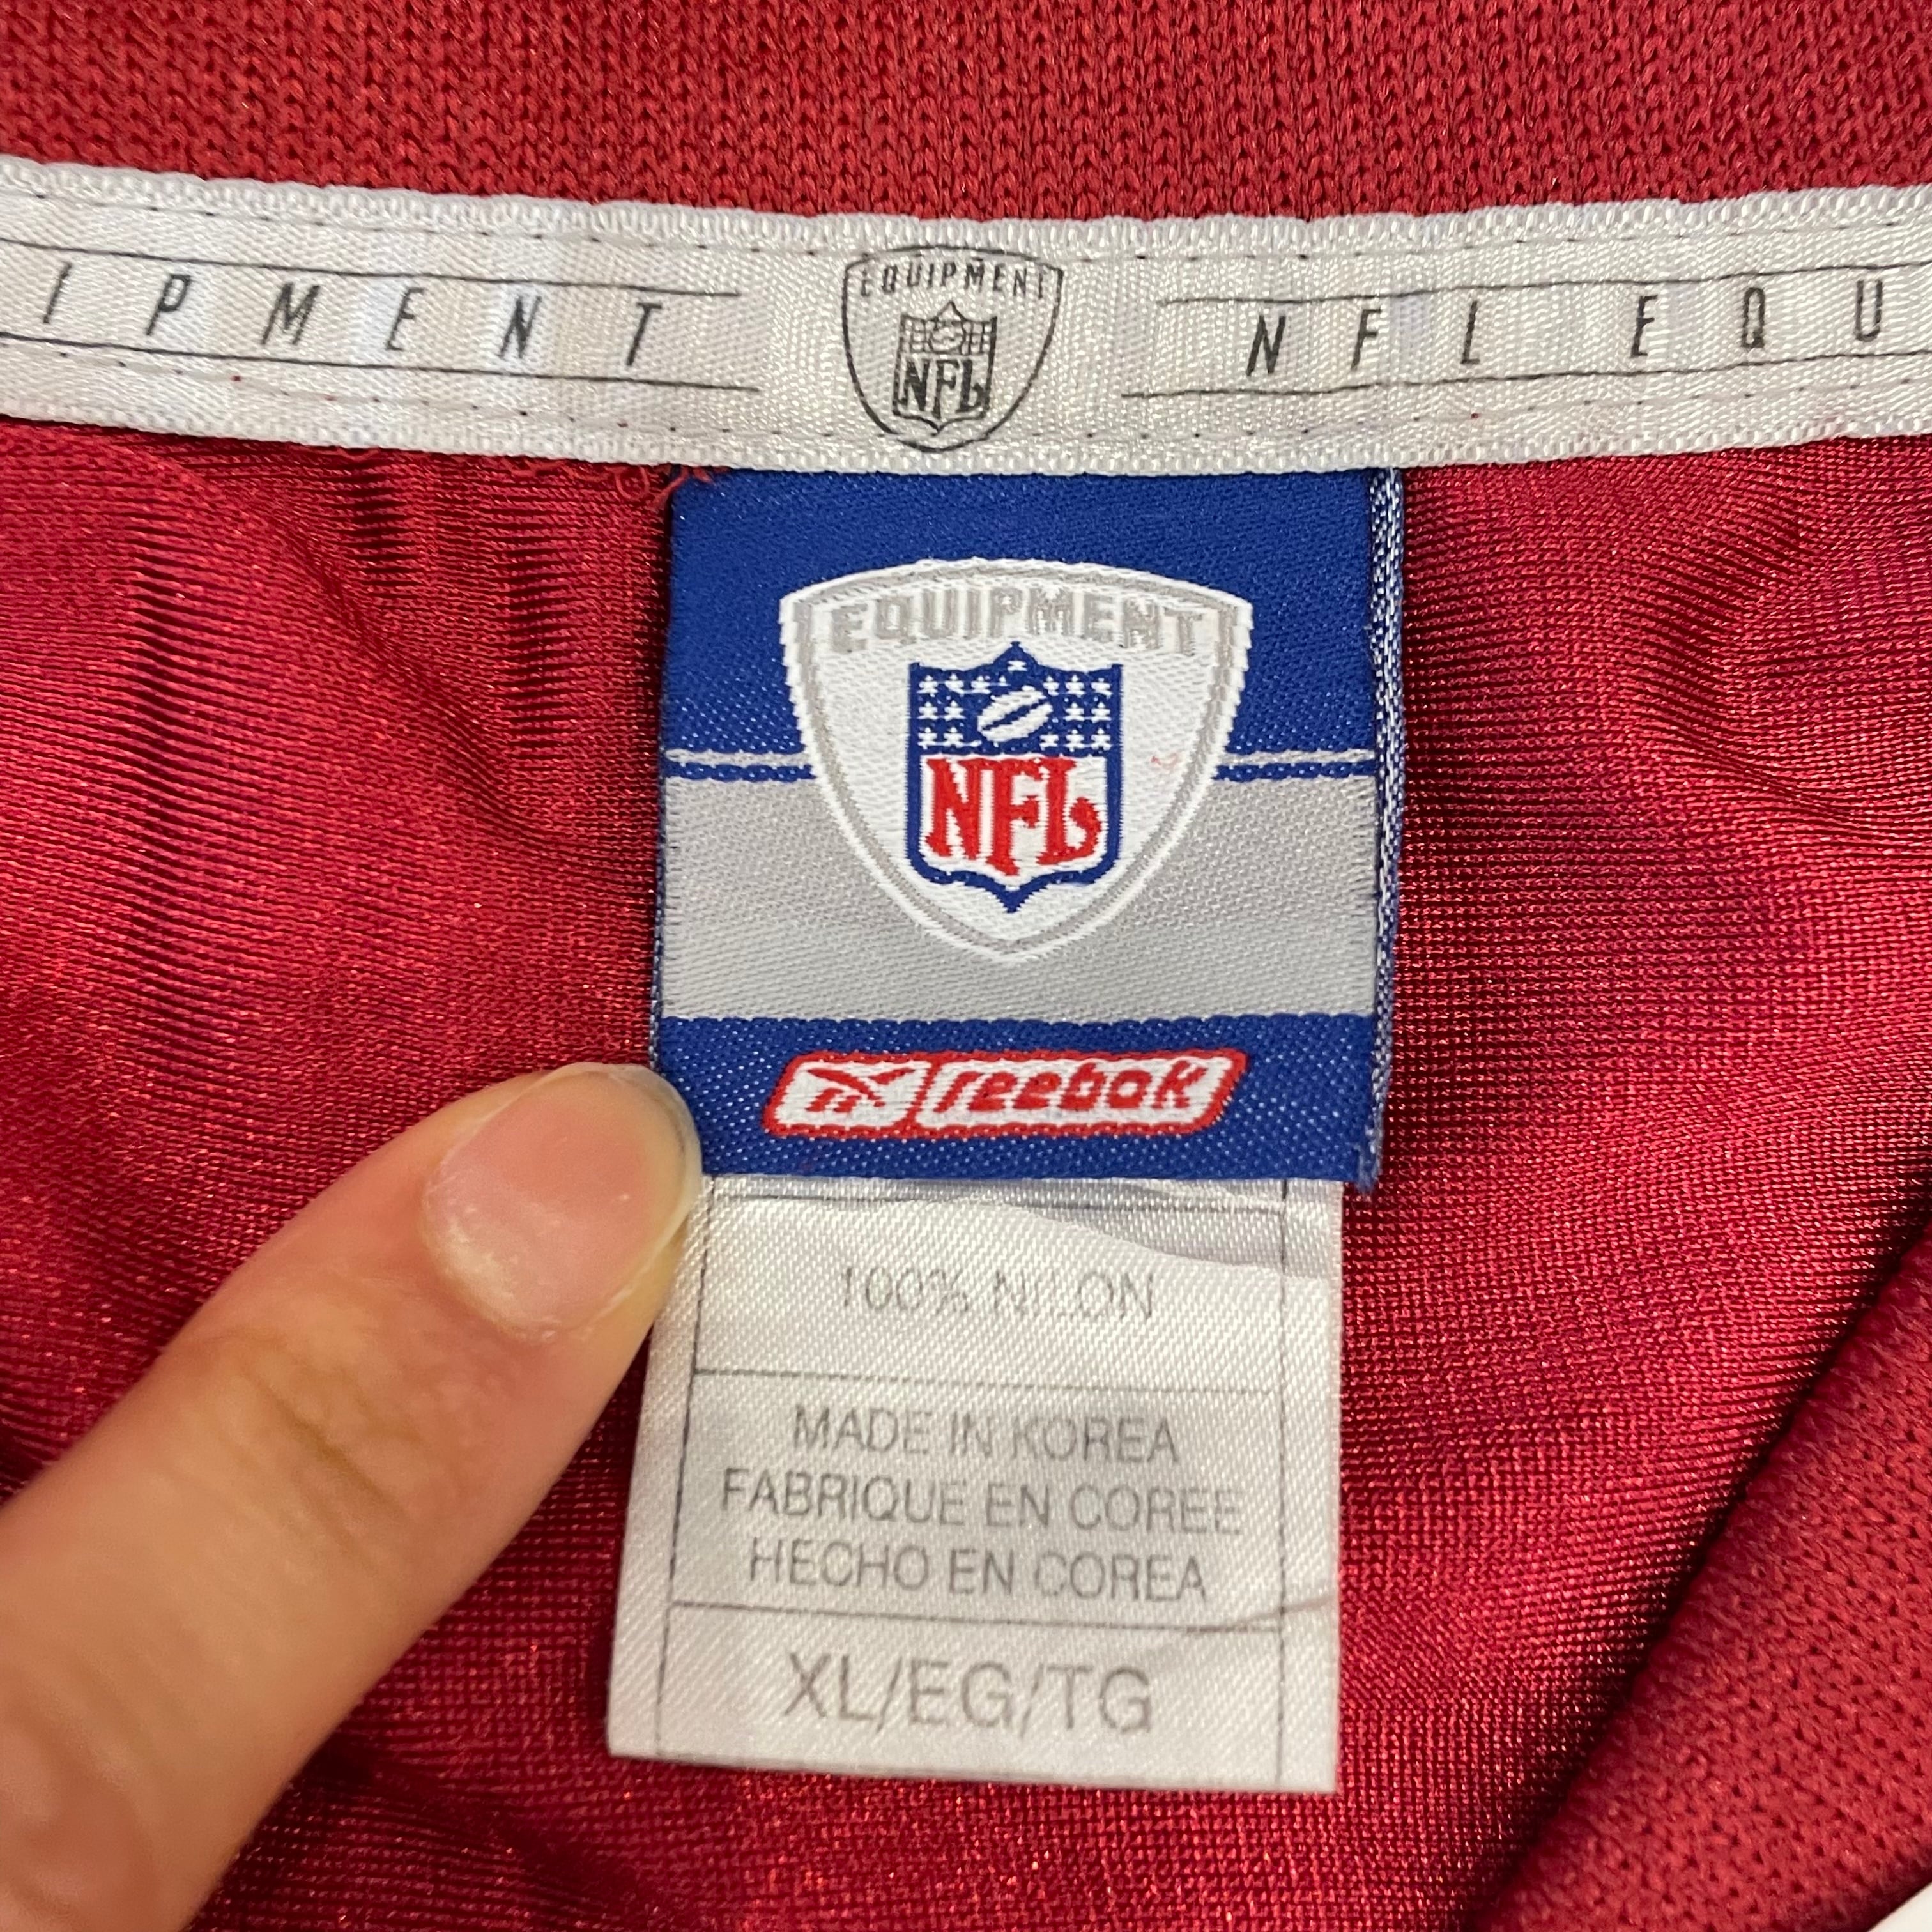 IPMENT
EQUIPMENT
NFL
NFL EQU
EQUIPMENT
NFL
reebok
100% NILON
MADE IN KOREA
FABRIQUE EN COREE
HECHO EN COREA
XL/EG/TG